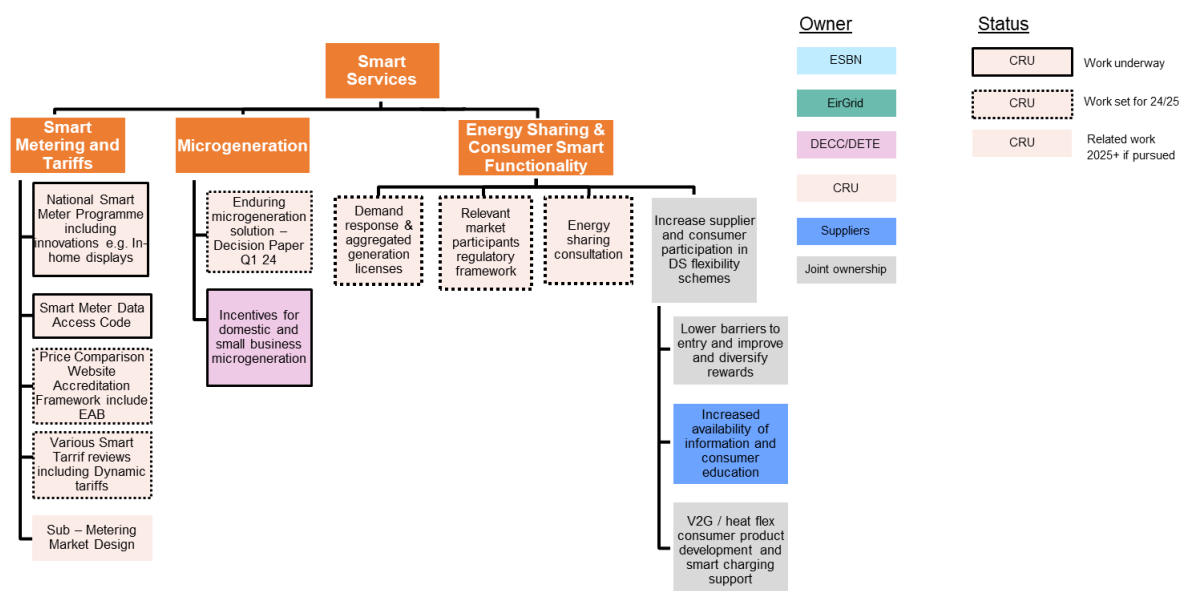 Smart
Services
Smart
Metering and
Tariffs
National Smart
Meter Programme
including
innovations e.g. In-
home displays
Smart Meter Data
Access Code
Price Comparison
Website
Accreditation
Framework include
EAB
Various Smart
Tarrif reviews
including Dynamic
tariffs
Sub – Metering
Market Design
Microgeneration
Enduring
microgeneration
solution –
Decision Paper
Q1 24
Incentives for
domestic and
small business
microgeneration
Energy Sharing &
Consumer Smart
Functionality
Demand
response &
aggregated
generation
licenses
Relevant
market
participants
regulatory
framework
Energy
sharing
consultation
Increase supplier
and consumer
participation in
DS flexibility
schemes
Lower barriers to
entry and improve
and diversify
rewards
Increased
availability of
information and
consumer
education
V2G / heat flex
consumer product
development and
smart charging
support
Owner
ESBN
EirGrid
DECC/DETE
CRU
Suppliers
Joint ownership
Status
CRU
Work underway
CRU
Work set for 24/25
CRU
Related work
2025+ if pursued